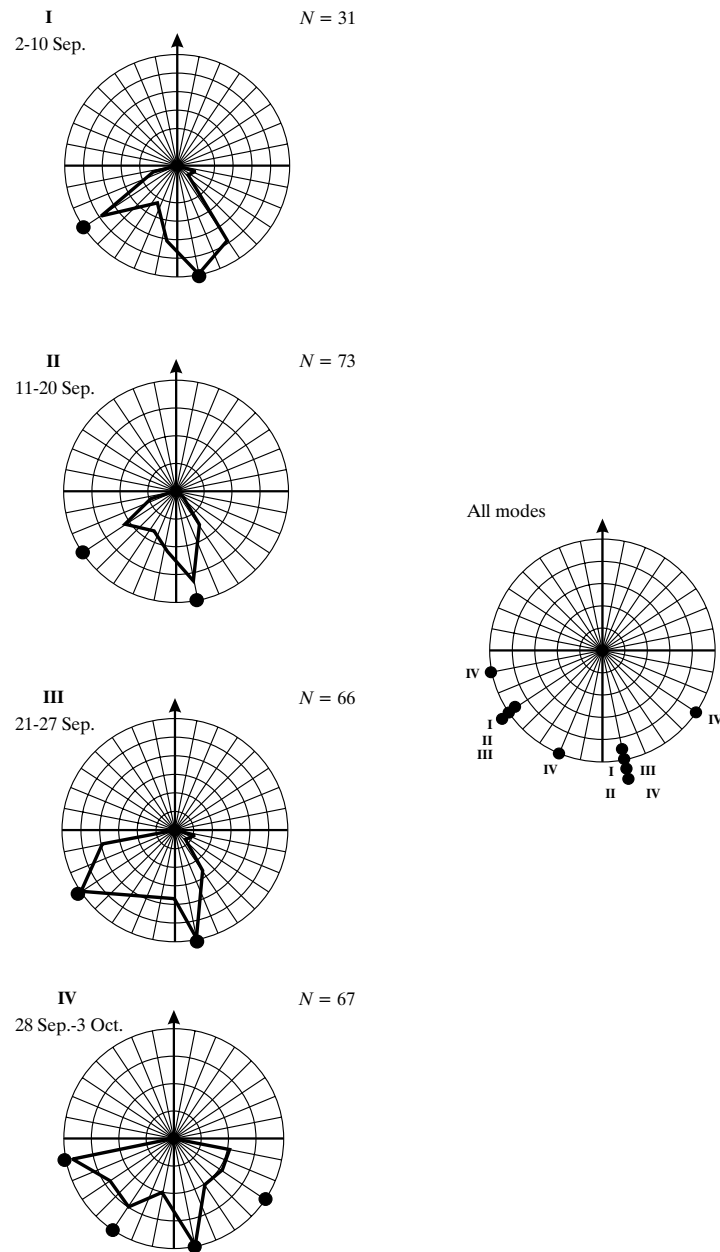 I
N = 31
2-10 Sep.
II
N = 73
11-20 Sep.
All modes
IV
I
II
III
IV
I
II
III
IV
IV
III
N = 66
21-27 Sep.
IV
N = 67
28 Sep.-3 Oct.